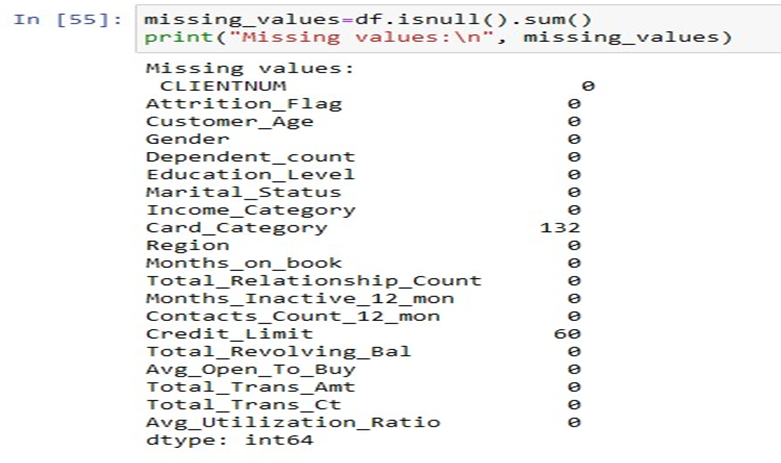 In [55]: missing_values=df.isnull().sum()
print("Missing values:\n", missing_values)
Missing values:
 CLIENTNUM                   0
Attrition_Flag              0
Customer_Age                0
Gender                      0
Dependent_count             0
Education_Level             0
Marital_Status              0
Income_Category             0
Card_Category             132
Region                      0
Months_on_book              0
Total_Relationship_Count    0
Months_Inactive_12_mon      0
Contacts_Count_12_mon       0
Credit_Limit               60
Total_Revolving_Bal         0
Avg_Open_To_Buy             0
Total_Trans_Amt             0
Total_Trans_Ct              0
Avg_Utilization_Ratio       0
dtype: int64